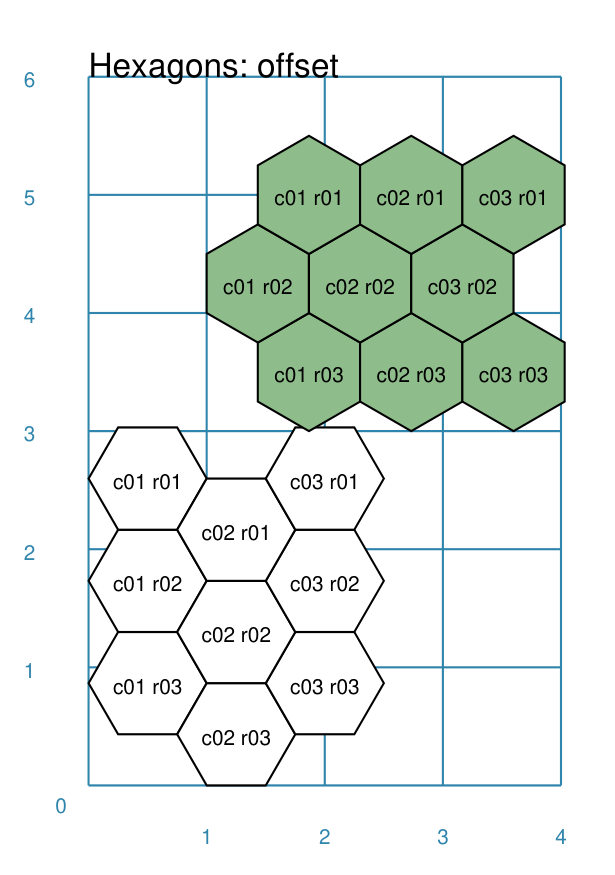 Hexagons: offset
6
5
4
3
2
1
0
c01 r01 c02 r01 c03 r01
c01 r02 c02 r02 c03 r02
c01 r03 c02 r03 c03 r03
c01 r01 c03 r01
c02 r01
c01 r02 c03 r02
c02 r02
c01 r03 c03 r03
c02 r03
1 2 3 4